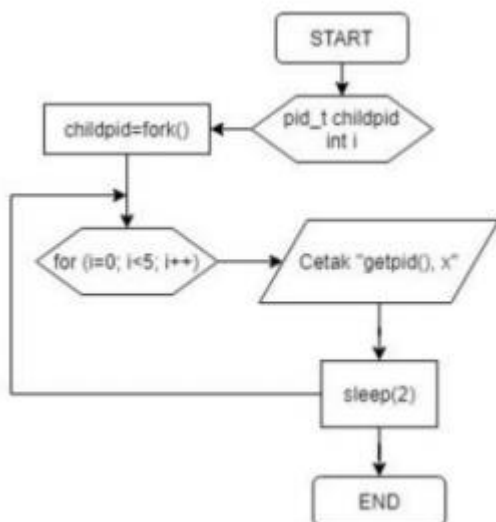 START
pid_t childpid
int i
childpid=fork()
for (i=0; i<5; i++)
Cetak "getpid(), x"
sleep(2)
END